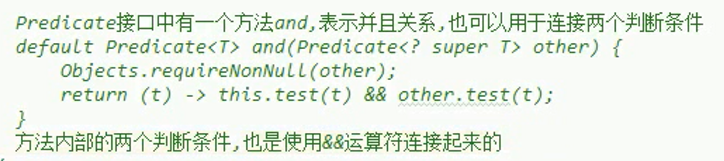 Predicate接口中有一个方法and,表示并且关系,也可以用于连接两个判断条件
default Predicate<T> and(Predicate<? super T> other) {
    Objects.requireNonNull(other);
    return (t) -> this.test(t) && other.test(t);
}
方法内部的两个判断条件,也是使用&&运算符连接起来的